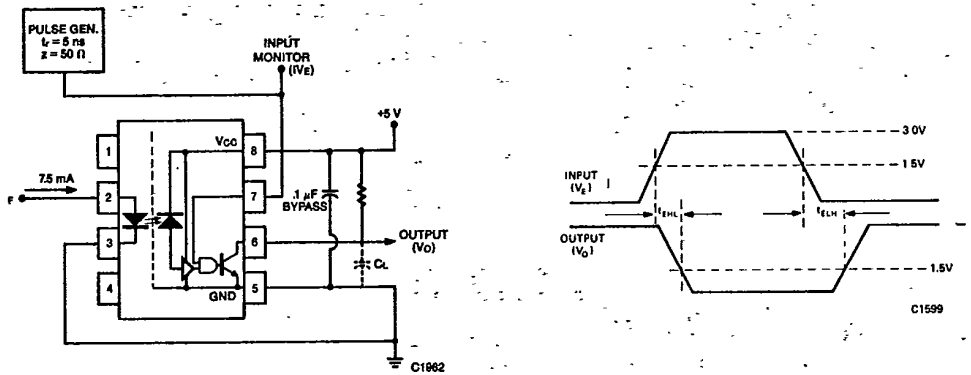 PULSE GEN.
tr = 5 ns
z = 50 Ω
INPUT
MONITOR
(IVE)
+5 V
1
VCC
8
7.5 mA
F
2
7
.1 µF
BYPASS
3
6
OUTPUT
(VO)
CL
4
GND
5
C1962
3.0V
1.5V
INPUT
(VE)
tEHL
tELH
OUTPUT
(VO)
1.5V
C1599